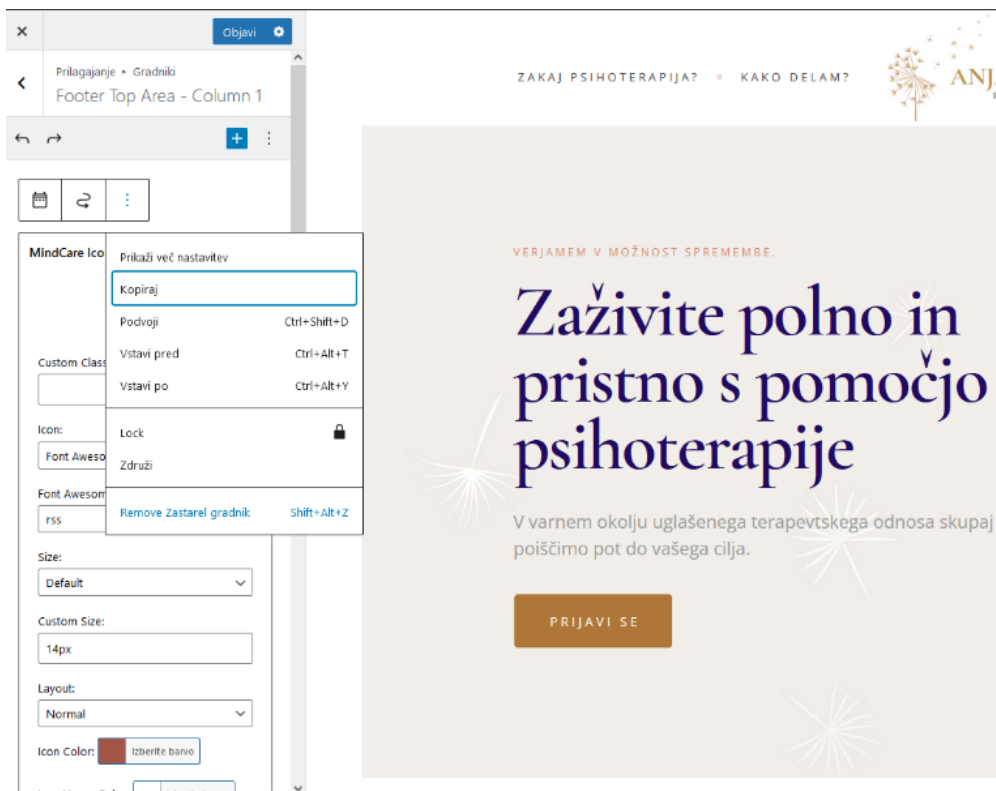 Objavi
Prilagajanje ▸ Gradniki
Footer Top Area - Column 1
MindCare Ico
Prikaži več nastavitev
Kopiraj
Podvoji Ctrl+Shift+D
Vstavi pred Ctrl+Alt+T
Vstavi po Ctrl+Alt+Y
Lock
Združi
Remove Zastarel gradnik Shift+Alt+Z
Custom Class
Icon:
Font Aweso
Font Awesom
rss
Size:
Default
Custom Size:
14px
Layout:
Normal
Icon Color: Izberite barvo
ZAKAJ PSIHOTERAPIJA? • KAKO DELAM?
ANJ
VERJAMEM V MOŽNOST SPREMEMBE.
Zaživite polno in
pristno s pomočjo
psihoterapije
V varnem okolju uglašenega terapevtskega odnosa skupaj
poiščimo pot do vašega cilja.
PRIJAVI SE